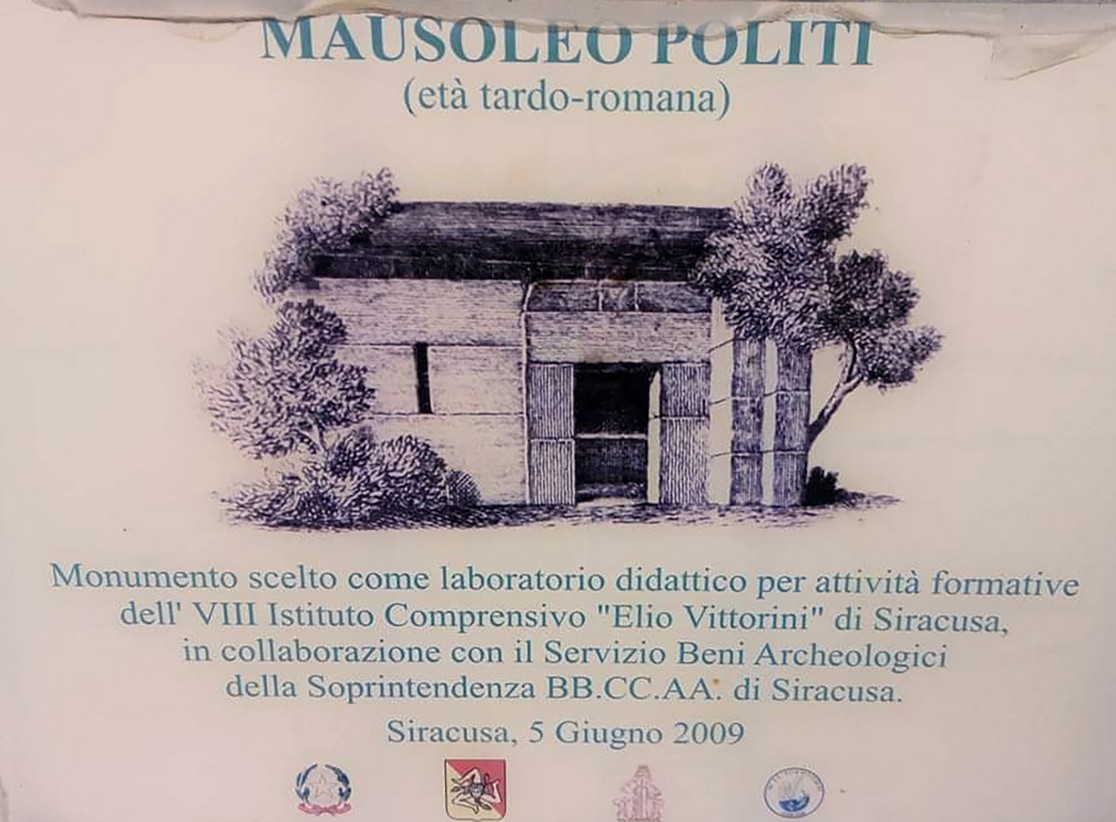 MAUSOLEO POLITI
(età tardo-romana)
Monumento scelto come laboratorio didattico per attività formative
dell' VIII Istituto Comprensivo "Elio Vittorini" di Siracusa,
in collaborazione con il Servizio Beni Archeologici
della Soprintendenza BB.CC.AA. di Siracusa.
Siracusa, 5 Giugno 2009